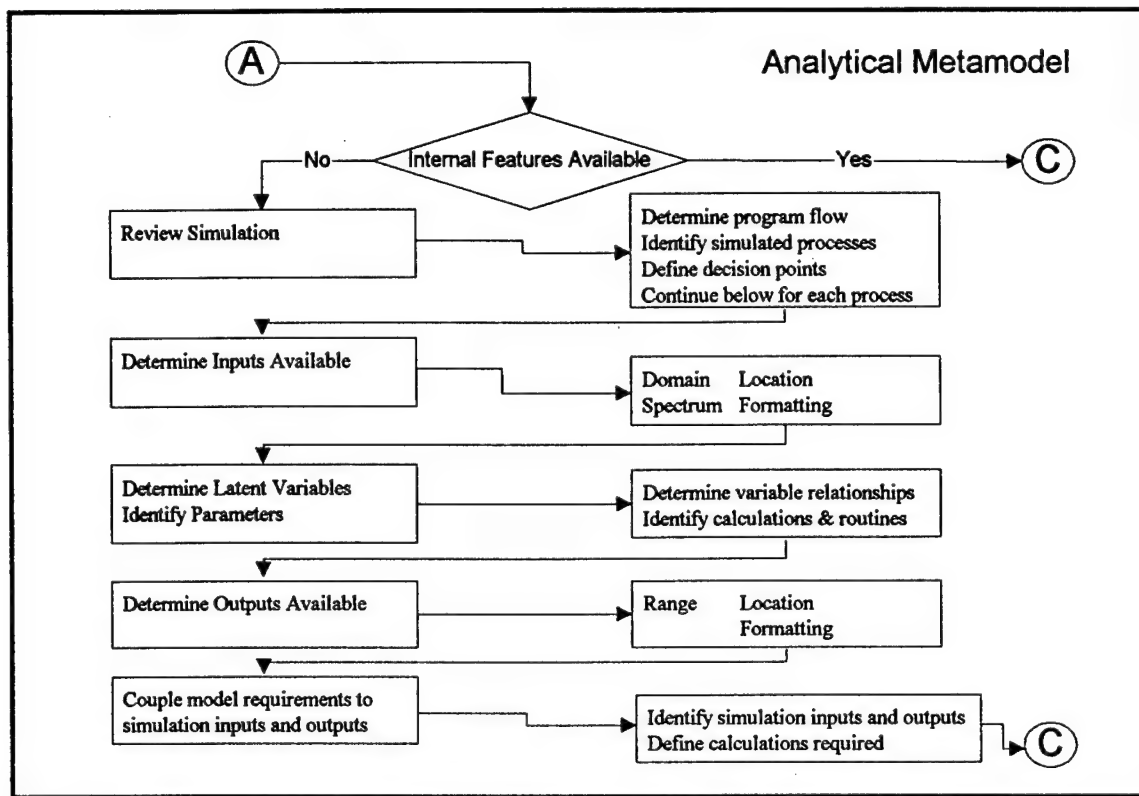 A
Analytical Metamodel
Internal Features Available
No
Yes
C
Review Simulation
Determine program flow
Identify simulated processes
Define decision points
Continue below for each process
Determine Inputs Available
Domain Location
Spectrum Formatting
Determine Latent Variables
Identify Parameters
Determine variable relationships
Identify calculations & routines
Determine Outputs Available
Range Location
Formatting
Couple model requirements to
simulation inputs and outputs
Identify simulation inputs and outputs
Define calculations required
C